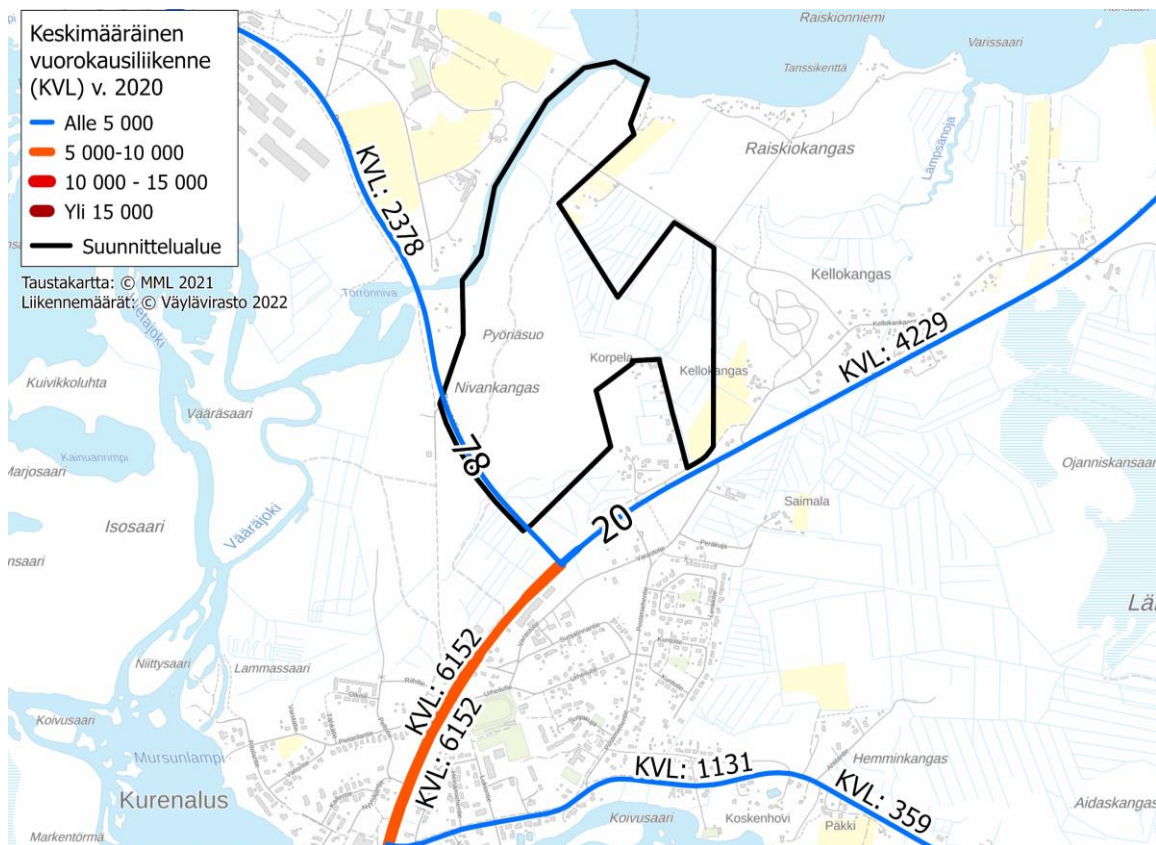 Keskimääräinen
vuorokausiliikenne
(KVL) v. 2020
Alle 5 000
5 000-10 000
10 000 - 15 000
Yli 15 000
Suunnittelualue
Taustakartta: © MML 2021
Liikennemäärät: © Väylävirasto 2022
Raiskionniemi
Varissaari
Tanssikenttä
Raiskiokangas
Lämpsänoja
KVL: 2378
Kellokangas
Törrönniva
Pyöriäsuo
Korpela
Kellokangas
KVL: 4229
Kuivikkoluhta
Vääräsaari
Nivankangas
Kainuanrimpi
Marjosaari
78
Ojanniskansaari
Isosaari
Vääräjoki
Saimala
20
Peräkuja
Niittysaari
Lammassaari
KVL: 6152
KVL: 6152
Koivusaari
Mursunlampi
KVL: 1131
Hemminkangas
Kurenalus
KVL: 359
Aidaskangas
Koivusaari
Koskenhovi
Päkki
Markentörmä